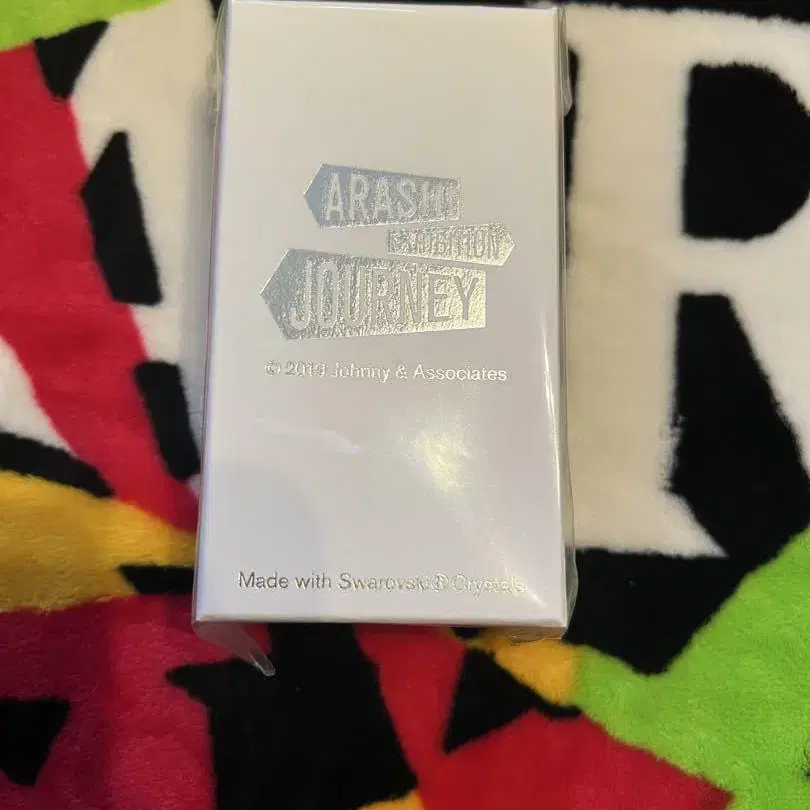 ARASHI
EXHIBITION
JOURNEY
© 2019 Johnny & Associates
Made with Swarovski® Crystals